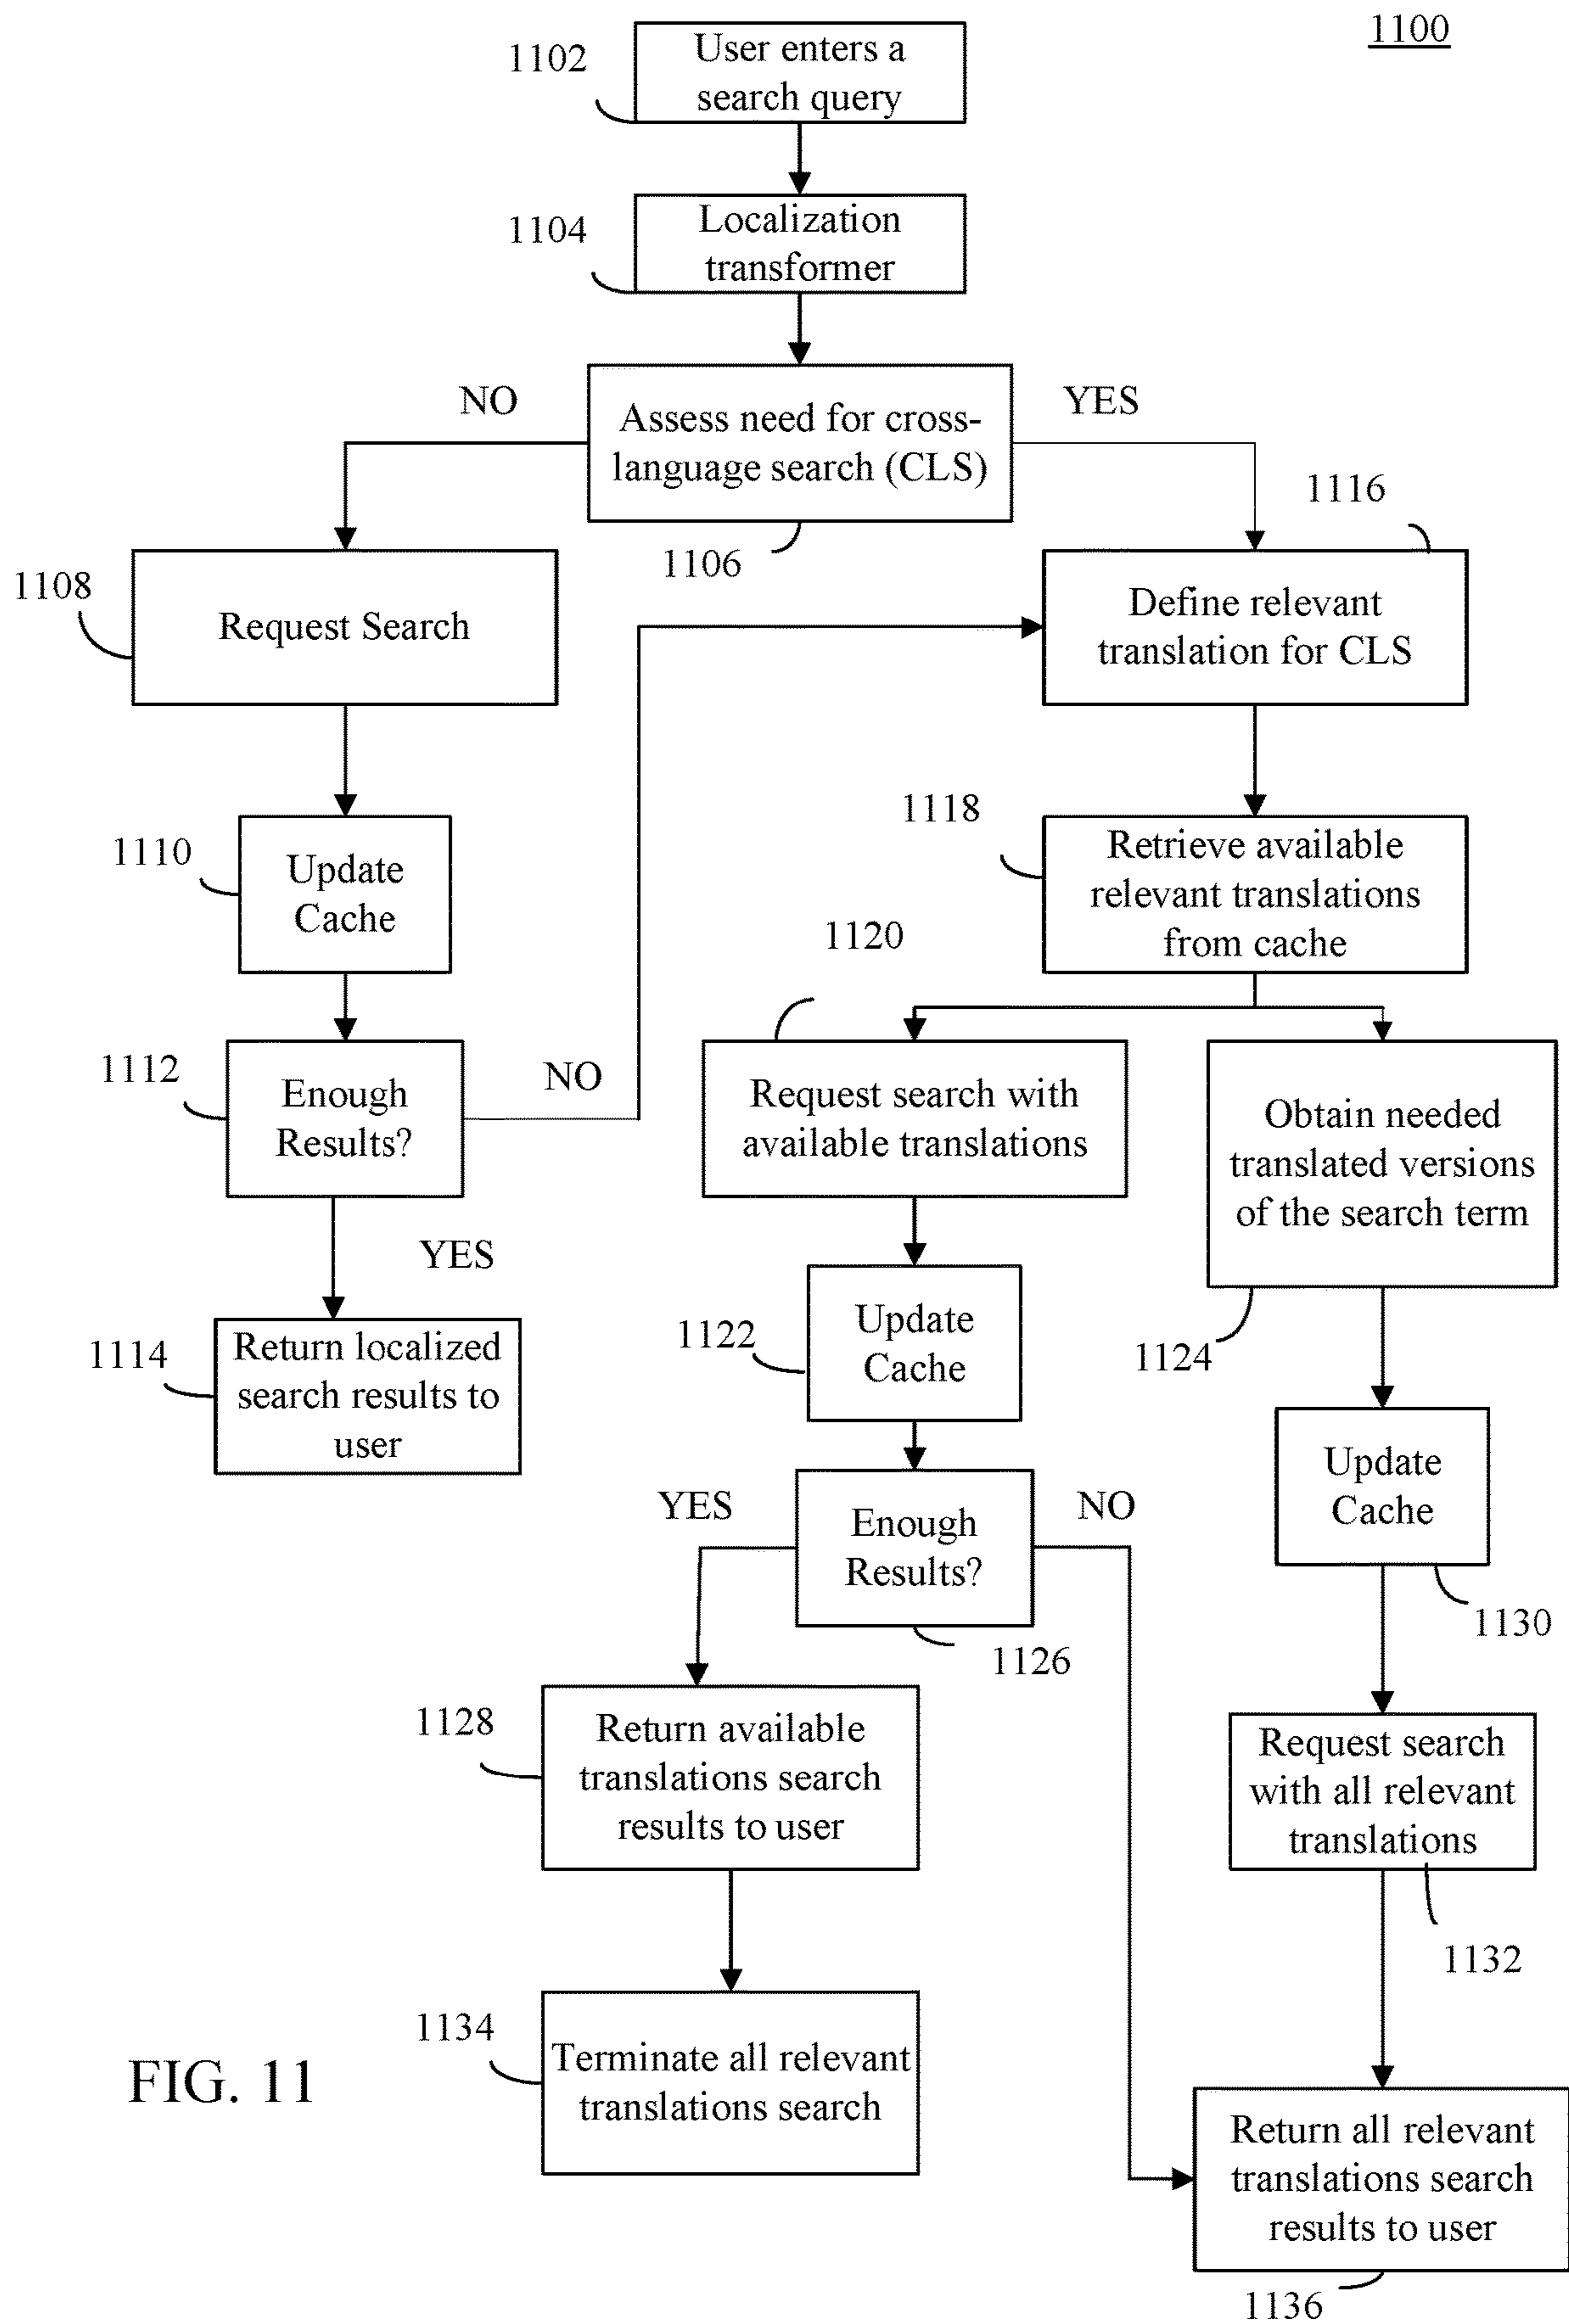 1100
1102
User enters a
search query
1104
Localization
transformer
NO
YES
Assess need for cross-
language search (CLS)
1106
1116
1108
Request Search
Define relevant
translation for CLS
1110
Update
Cache
1118
Retrieve available
relevant translations
from cache
1120
1112
Enough
Results?
NO
Request search with
available translations
Obtain needed
translated versions
of the search term
YES
1114
Return localized
search results to
user
1122
Update
Cache
1124
Update
Cache
YES
NO
Enough
Results?
1126
1130
1128
Return available
translations search
results to user
Request search
with all relevant
translations
1132
1134
Terminate all relevant
translations search
FIG. 11
Return all relevant
translations search
results to user
1136